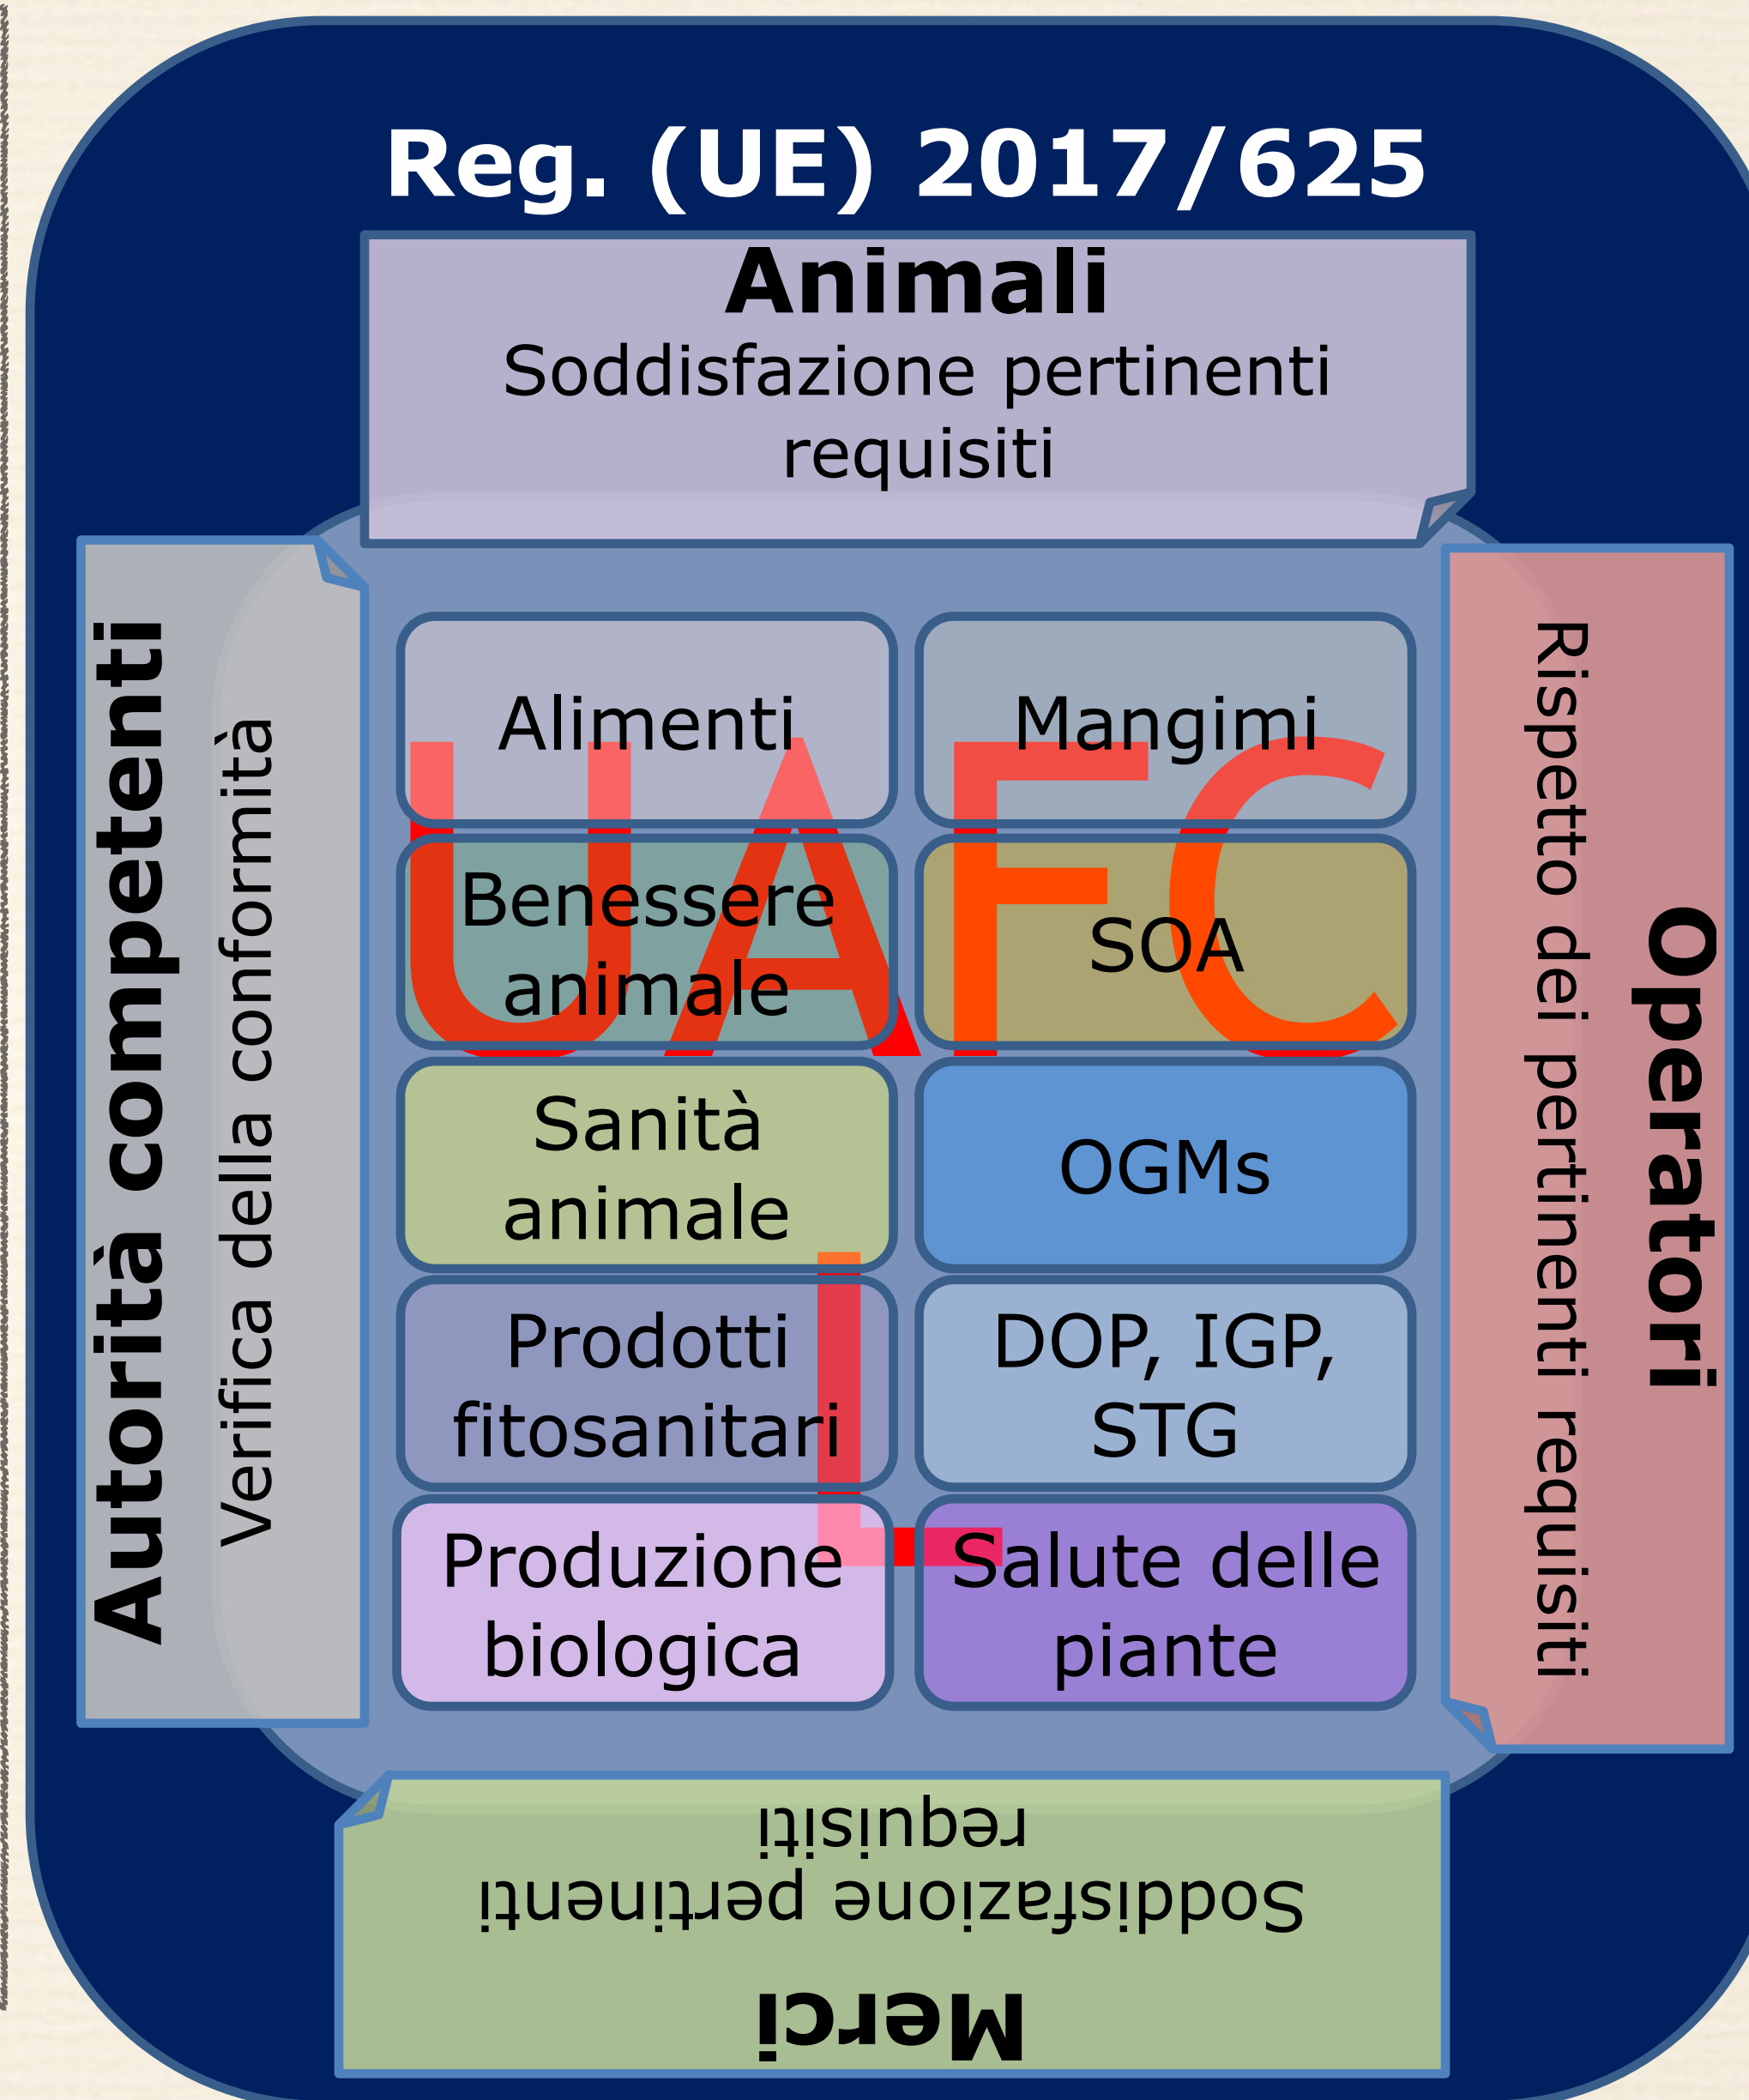 Reg. (UE) 2017/625
Animali
Soddisfazione pertinenti
requisiti
Autorità competenti
Verifica della conformità
Alimenti
Mangimi
Benessere
animale
SOA
Sanità
animale
OGMs
Prodotti
fitosanitari
DOP, IGP,
STG
Produzione
biologica
Salute delle
piante
UAFC
L
Operatori
Rispetto dei pertinenti requisiti
Merci
Soddisfazione pertinenti
requisiti